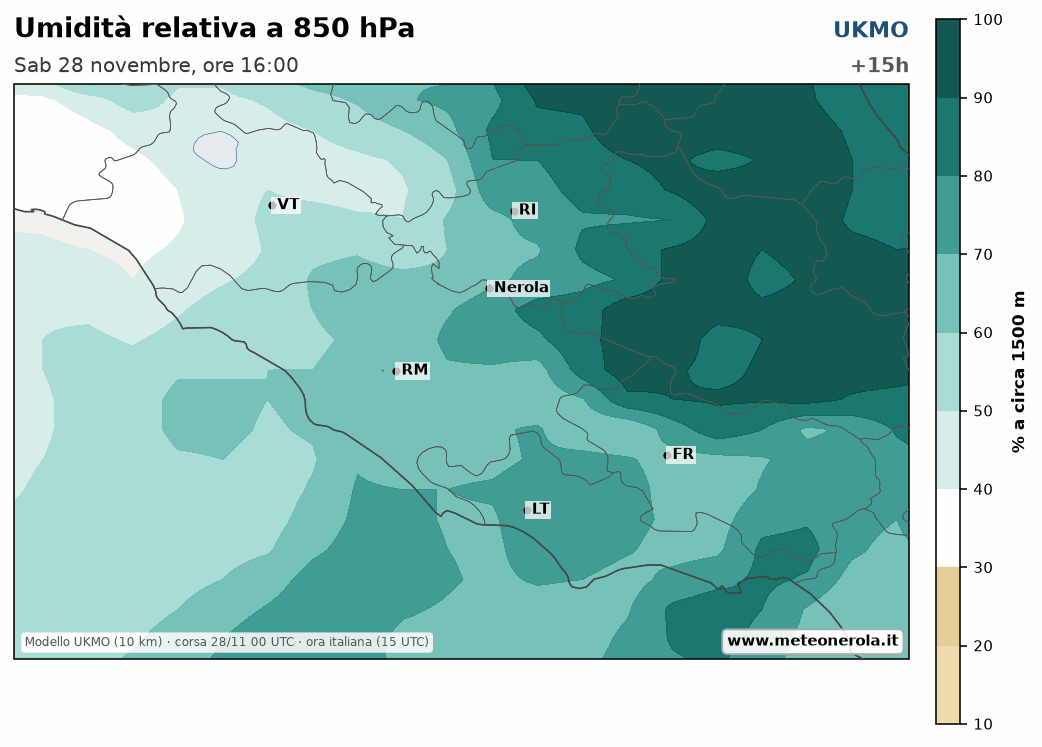 Umidità relativa a 850 hPa
UKMO
Sab 28 novembre, ore 16:00
+15h
VT
RI
Nerola
RM
FR
LT
Modello UKMO (10 km) · corsa 28/11 00 UTC · ora italiana (15 UTC)
www.meteonerola.it
100
90
80
70
60
50
40
30
20
10
% a circa 1500 m